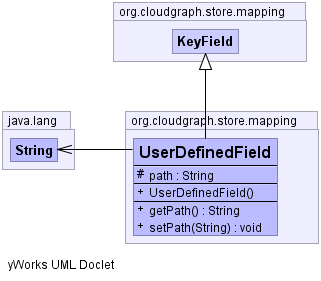 org.cloudgraph.store.mapping
KeyField
java.lang
String
org.cloudgraph.store.mapping
UserDefinedField
# path : String
+ UserDefinedField()
+ getPath() : String
+ setPath(String) : void
yWorks UML Doclet